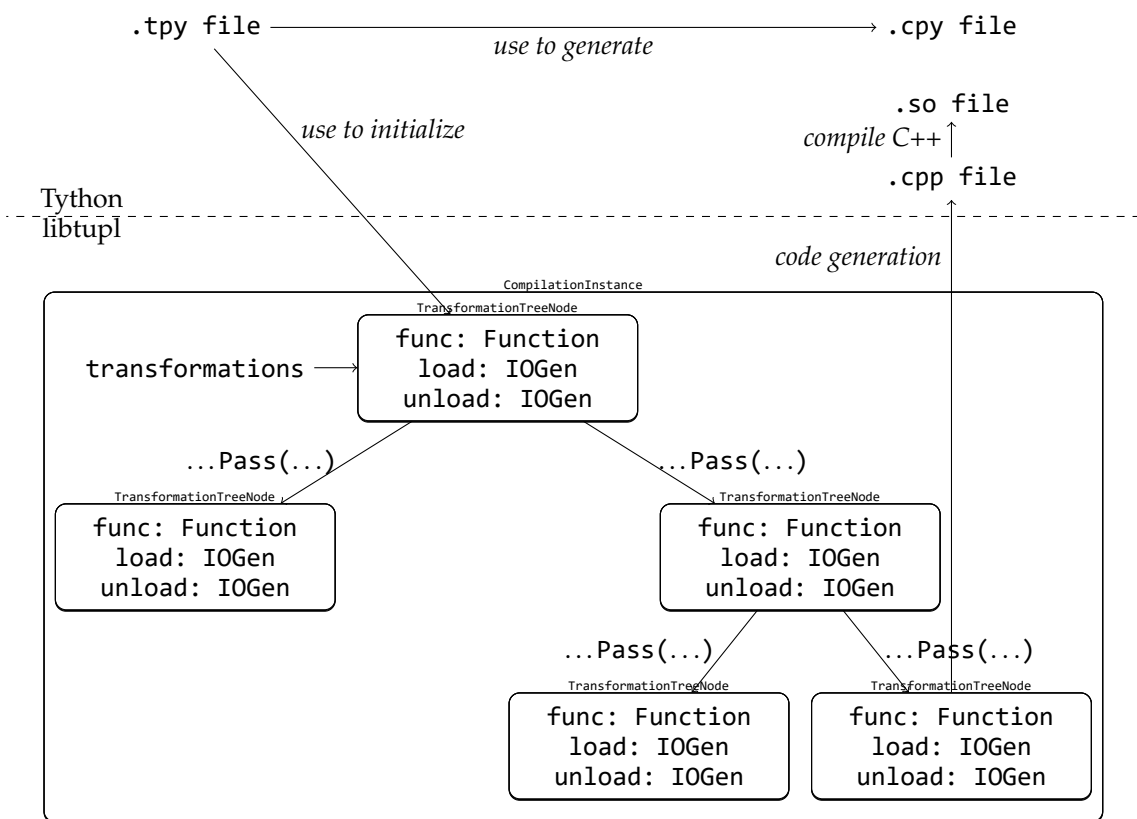 .tpy file
.cpy file
use to generate
.so file
use to initialize
compile C++
.cpp file
Tython
libtupl
code generation
CompilationInstance
TransformationTreeNode
func: Function
load: IOGen
unload: IOGen
transformations
...Pass(...)
...Pass(...)
TransformationTreeNode
TransformationTreeNode
func: Function
load: IOGen
unload: IOGen
func: Function
load: IOGen
unload: IOGen
...Pass(...)
...Pass(...)
TransformationTreeNode
TransformationTreeNode
func: Function
load: IOGen
unload: IOGen
func: Function
load: IOGen
unload: IOGen